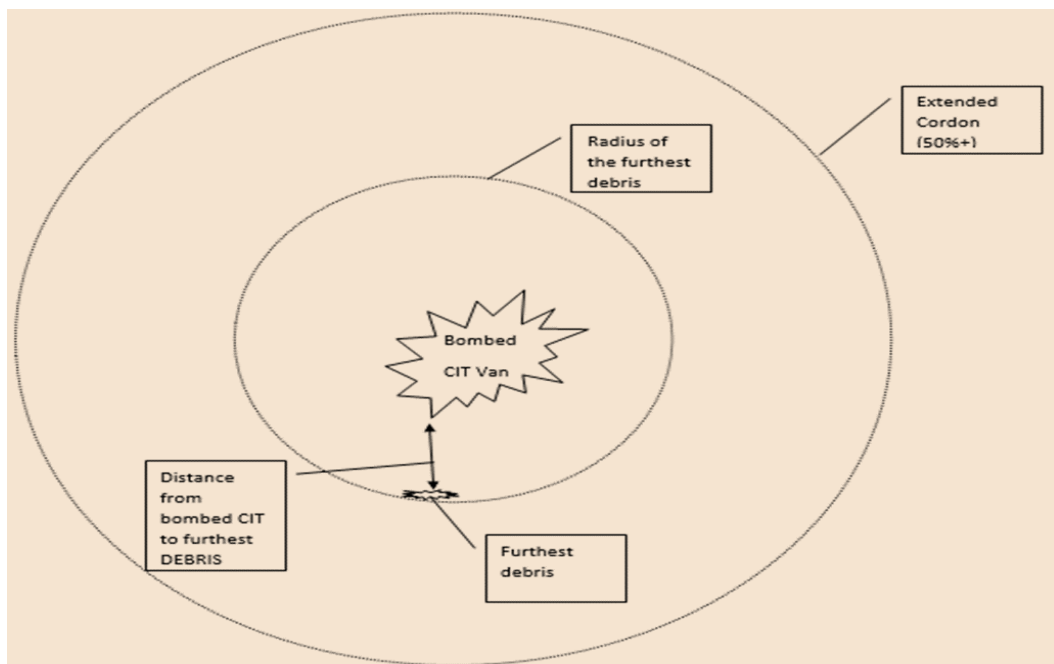 Extended
Cordon
(50%+)
Radius of
the furthest
debris
Bombed
CIT Van
Distance
from
bombed CIT
to furthest
DEBRIS
Furthest
debris